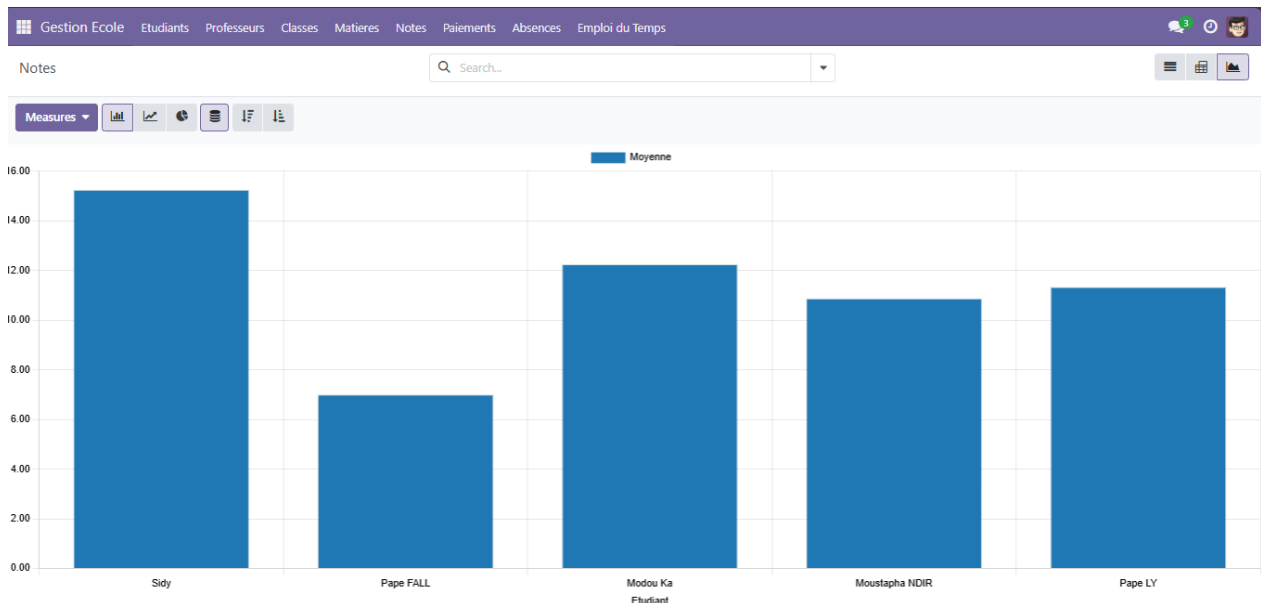 Gestion Ecole Etudiants Professeurs Classes Matieres Notes Paiements Absences Emploi du Temps 3
Notes Search...
Measures
Moyenne
16.00
14.00
12.00
10.00
8.00
6.00
4.00
2.00
0.00
Sidy Pape FALL Modou Ka Moustapha NDIR Pape LY
Etudiant